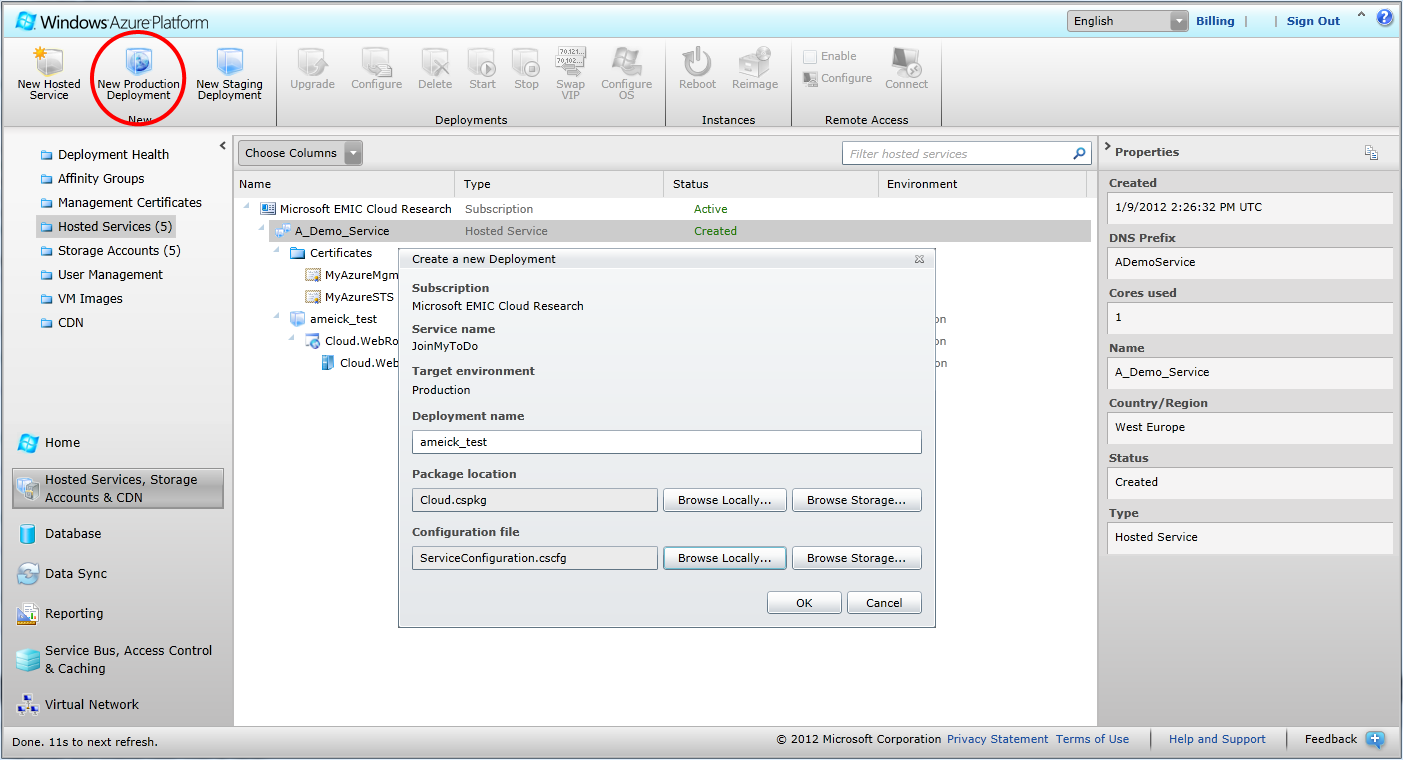 Windows Azure Platform
English
Billing | | Sign Out
New Hosted Service
New Production Deployment
New Staging Deployment
New
Upgrade
Configure
Delete
Start
Stop
Swap VIP
Configure OS
Deployments
Reboot
Reimage
Instances
Enable
Configure
Connect
Remote Access
Deployment Health
Affinity Groups
Management Certificates
Hosted Services (5)
Storage Accounts (5)
User Management
VM Images
CDN
Home
Hosted Services, Storage
Accounts & CDN
Database
Data Sync
Reporting
Service Bus, Access Control
& Caching
Virtual Network
Choose Columns
Filter hosted services
Name Type Status Environment
Microsoft EMIC Cloud Research Subscription Active
A_Demo_Service Hosted Service Created
Certificates
MyAzureMgm
MyAzureSTS
ameick_test on
Cloud.WebRo on
Cloud.Web on
Create a new Deployment
Subscription
Microsoft EMIC Cloud Research
Service name
JoinMyToDo
Target environment
Production
Deployment name
ameick_test
Package location
Cloud.cspkg Browse Locally... Browse Storage...
Configuration file
ServiceConfiguration.cscfg Browse Locally... Browse Storage...
OK Cancel
Properties
Created
1/9/2012 2:26:32 PM UTC
DNS Prefix
ADemoService
Cores used
1
Name
A_Demo_Service
Country/Region
West Europe
Status
Created
Type
Hosted Service
Done. 11s to next refresh.
© 2012 Microsoft Corporation Privacy Statement Terms of Use | Help and Support | Feedback